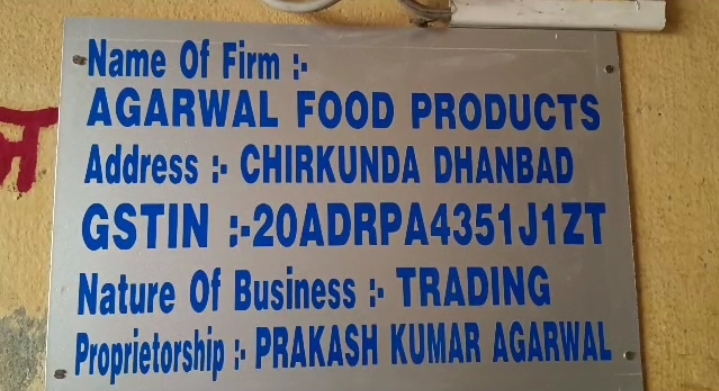 Name Of Firm :-
AGARWAL FOOD PRODUCTS
Address :- CHIRKUNDA DHANBAD
GSTIN :-20ADRPA4351J1ZT
Nature Of Business :- TRADING
Proprietorship :- PRAKASH KUMAR AGARWAL